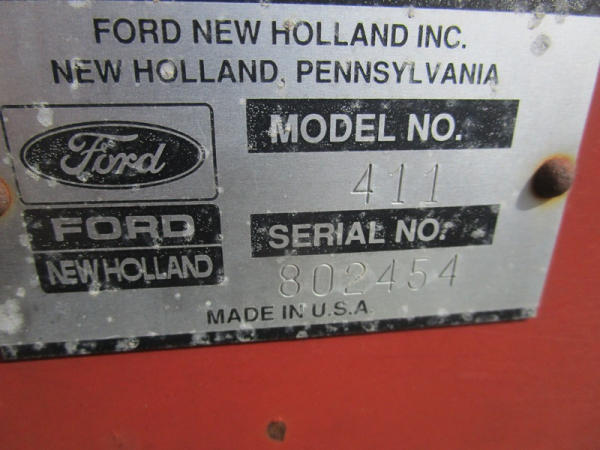 FORD NEW HOLLAND INC.
NEW HOLLAND, PENNSYLVANIA
Ford
FORD
NEW HOLLAND
MODEL NO.
411
SERIAL NO.
802454
MADE IN U.S.A.